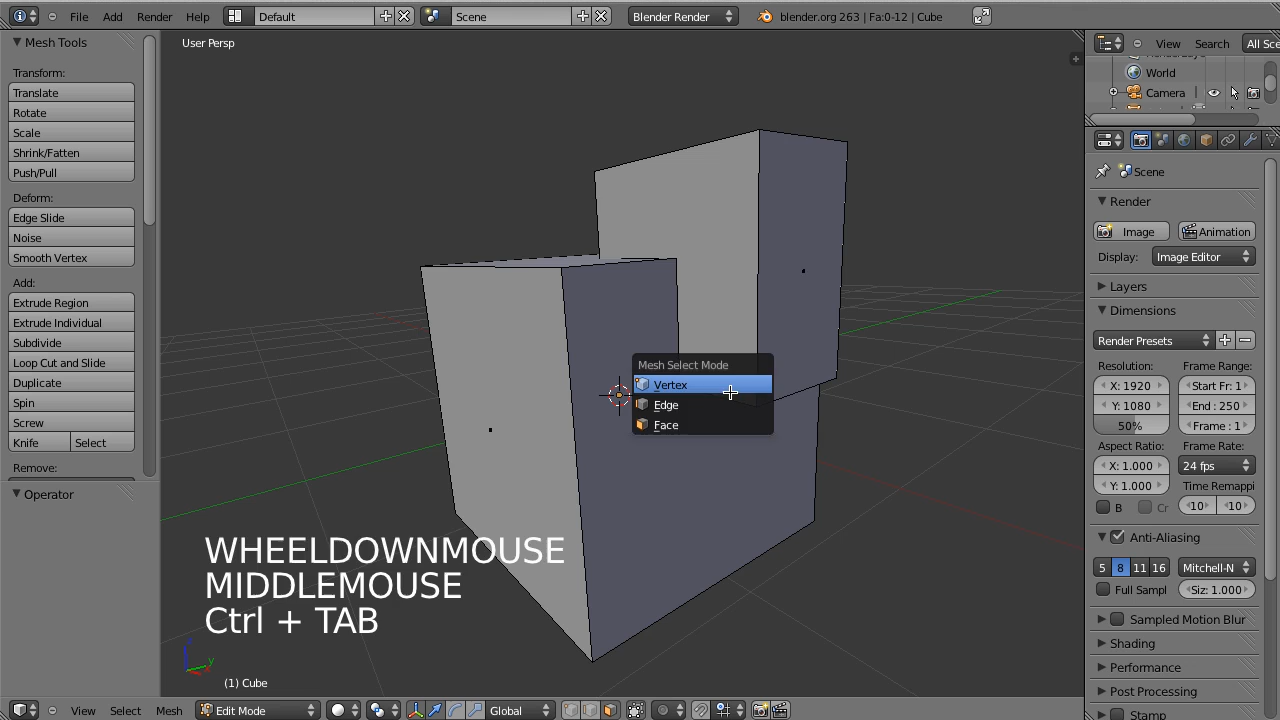 File Add Render Help Default Scene Blender Render blender.org 263 | Fa:0-12 | Cube
Mesh Tools
Transform:
Translate
Rotate
Scale
Shrink/Fatten
Push/Pull
Deform:
Edge Slide
Noise
Smooth Vertex
Add:
Extrude Region
Extrude Individual
Subdivide
Loop Cut and Slide
Duplicate
Spin
Screw
Knife Select
Remove:
Operator
User Persp
Mesh Select Mode
Vertex
Edge
Face
WHEELDOWNMOUSE
MIDDLEMOUSE
Ctrl + TAB
y
(1) Cube
View Select Mesh Edit Mode Global
View Search All Sce
World
Camera
Scene
Render
Image Animation
Display: Image Editor
Layers
Dimensions
Render Presets
Resolution: Frame Range:
X: 1920 Start Fr: 1
Y: 1080 End : 250
50% Frame : 1
Aspect Ratio: Frame Rate:
X: 1.000 24 fps
Y: 1.000 Time Remappi
B Cr 10 10
Anti-Aliasing
5 8 11 16 Mitchell-N
Full Sampl Siz: 1.000
Sampled Motion Blur
Shading
Performance
Post Processing
Stamp